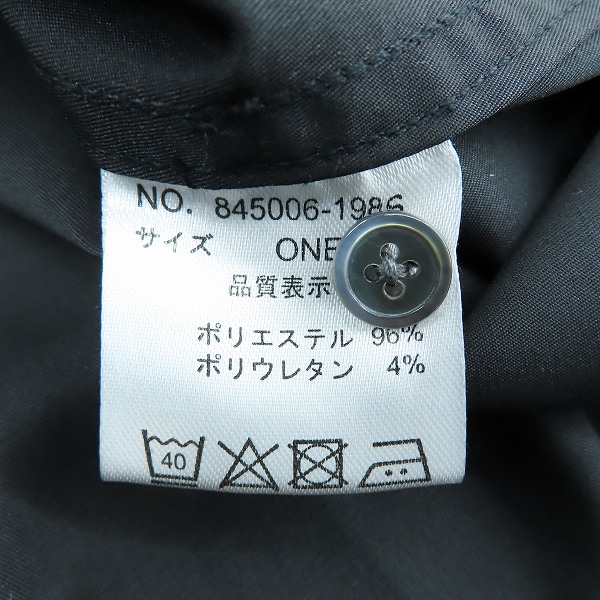 NO. 845006-1986
サイズ ONE
品質表示
ポリエステル 96%
ポリウレタン 4%
40